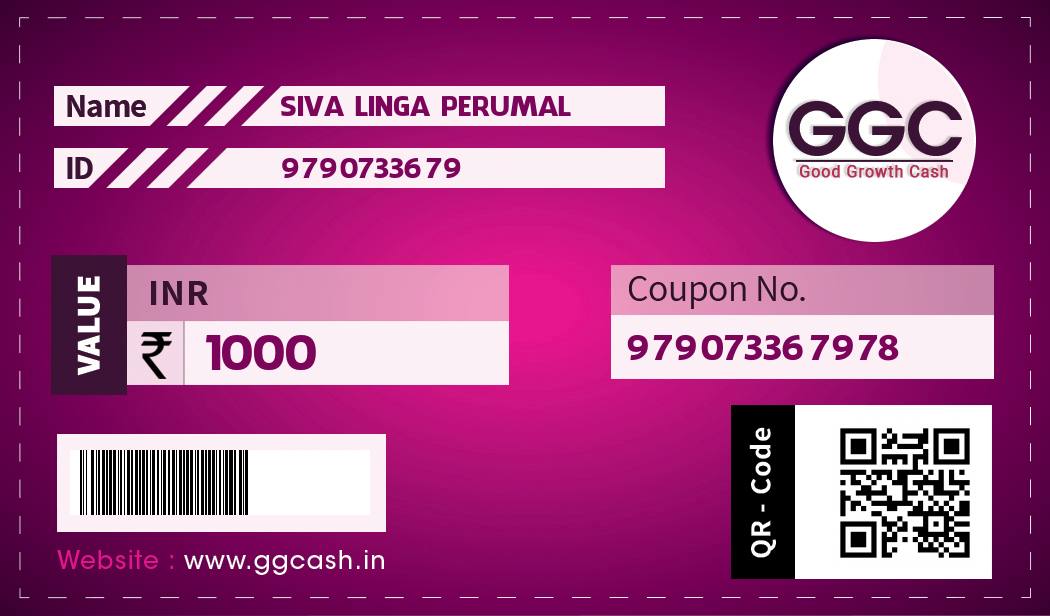 Name SIVA LINGA PERUMAL
ID 9790733679
GGC
Good Growth Cash
VALUE
INR
₹ 1000
Coupon No.
979073367978
QR - Code
Website : www.ggcash.in